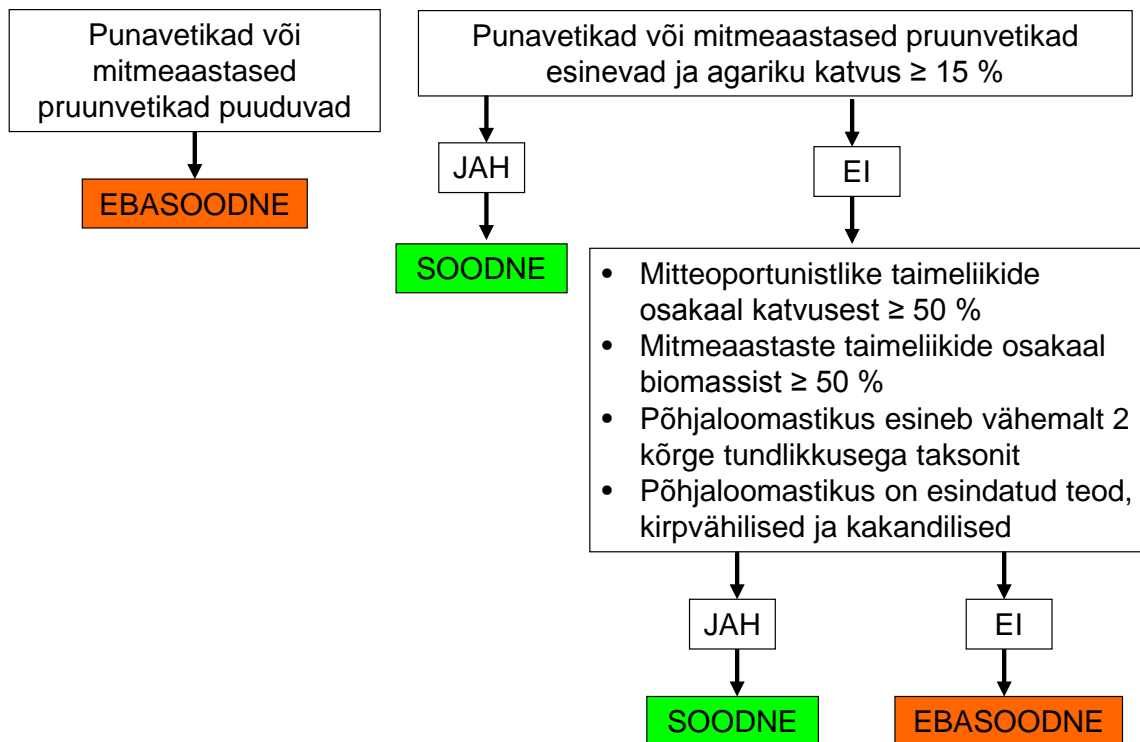 Punavetikad või
mitmeaastased
pruunvetikad puuduvad
EBASOODNE
Punavetikad või mitmeaastased pruunvetikad
esinevad ja agariku katvus ≥ 15 %
JAH
EI
SOODNE
• Mitteoportunistlike taimeliikide
osakaal katvusest ≥ 50 %
• Mitmeaastaste taimeliikide osakaal
biomassist ≥ 50 %
• Põhjaloomastikus esineb vähemalt 2
kõrge tundlikkusega taksonit
• Põhjaloomastikus on esindatud teod,
kirpvähilised ja kakandilised
JAH
EI
SOODNE
EBASOODNE